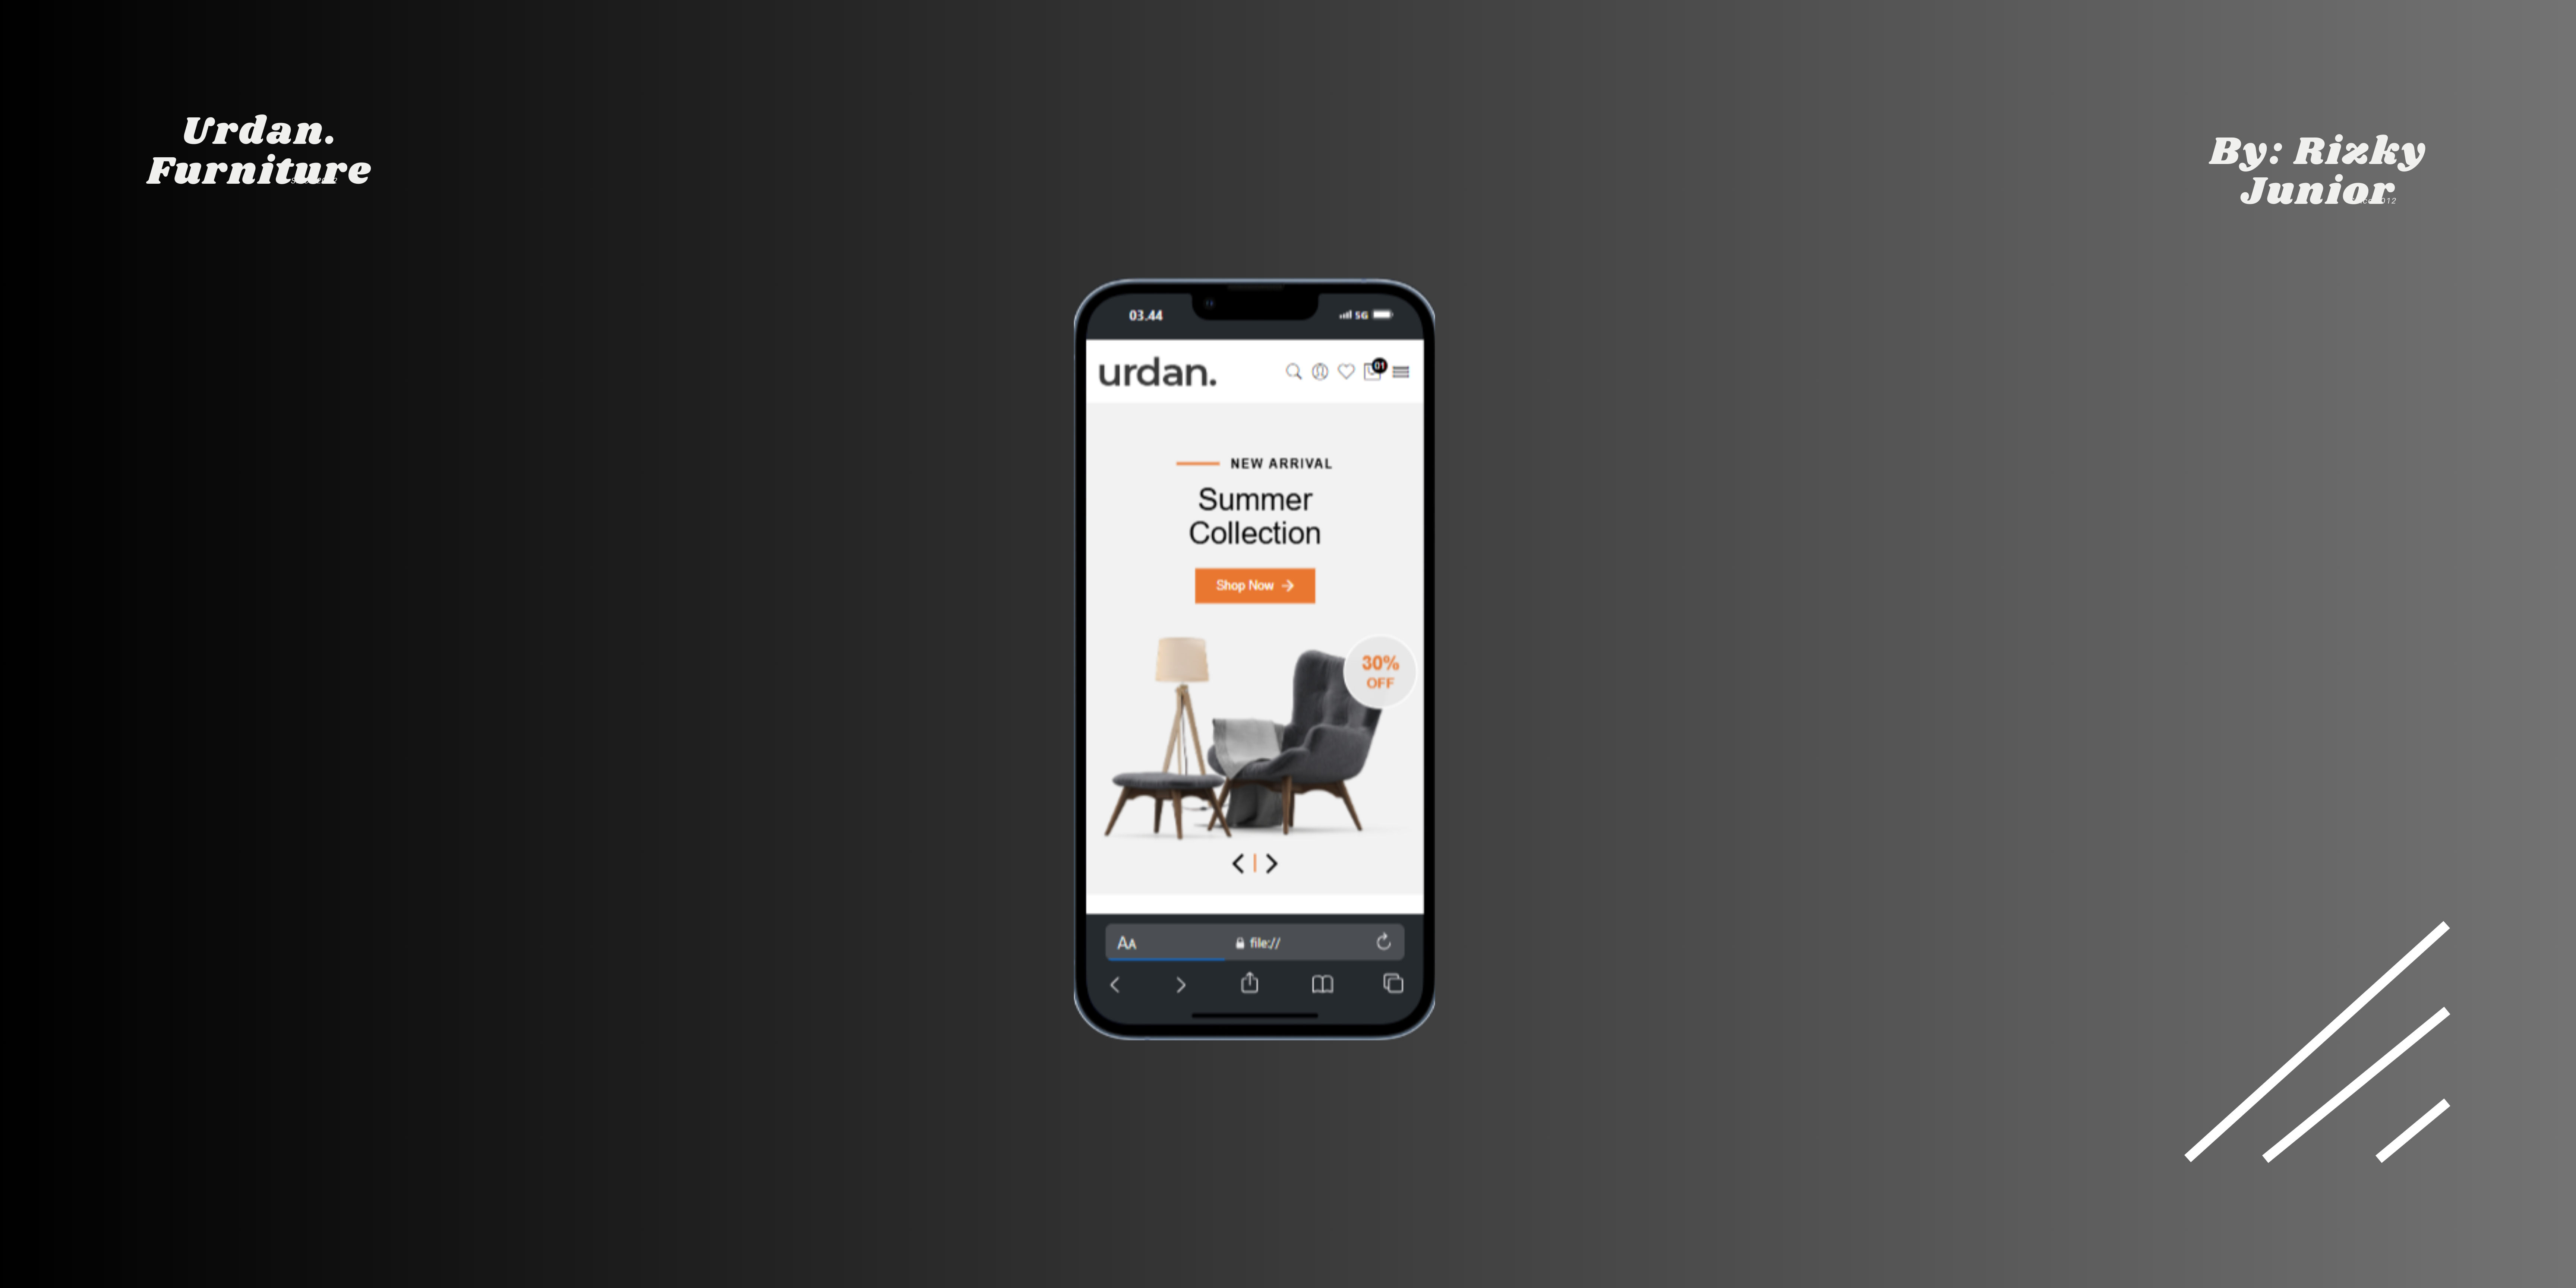 Urdan.
Furniture
By: Rizky
Junior
03.44
5G
urdan.
01
NEW ARRIVAL
Summer
Collection
Shop Now
30%
OFF
AA
file://